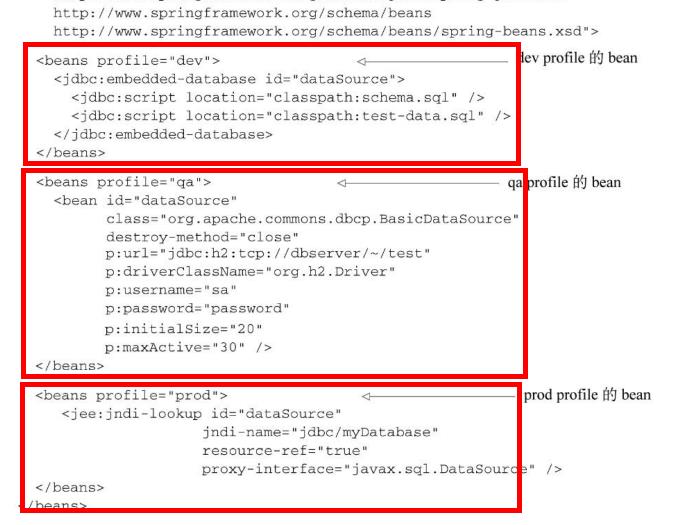 http://www.springframework.org/schema/beans
http://www.springframework.org/schema/beans/spring-beans.xsd">
<beans profile="dev">
dev profile 的 bean
<jdbc:embedded-database id="dataSource">
<jdbc:script location="classpath:schema.sql" />
<jdbc:script location="classpath:test-data.sql" />
</jdbc:embedded-database>
</beans>
<beans profile="qa">
qa profile 的 bean
<bean id="dataSource"
class="org.apache.commons.dbcp.BasicDataSource"
destroy-method="close"
p:url="jdbc:h2:tcp://dbserver/~/test"
p:driverClassName="org.h2.Driver"
p:username="sa"
p:password="password"
p:initialSize="20"
p:maxActive="30" />
</beans>
<beans profile="prod">
prod profile 的 bean
<jee:jndi-lookup id="dataSource"
jndi-name="jdbc/myDatabase"
resource-ref="true"
proxy-interface="javax.sql.DataSource" />
</beans>
</beans>